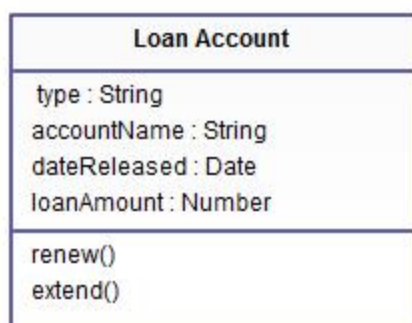 Loan Account
type : String
accountName : String
dateReleased : Date
loanAmount : Number
renew()
extend()